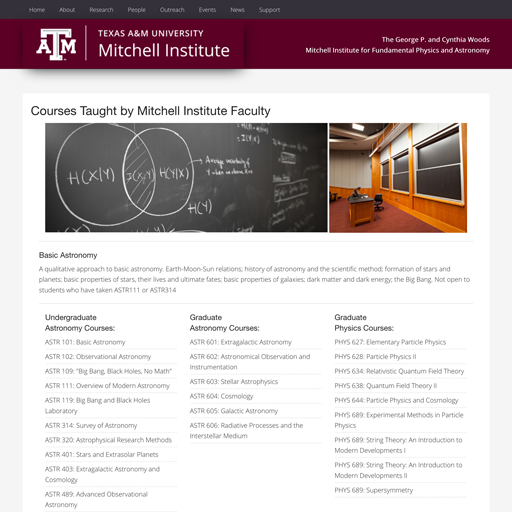 Home About Research People Outreach Events News Support
TEXAS A&M UNIVERSITY
Mitchell Institute
ATM
The George P. and Cynthia Woods
Mitchell Institute for Fundamental Physics and Astronomy
Courses Taught by Mitchell Institute Faculty
H(X|Y)
I(X;Y)
H(Y|X)
H(Y)
Average uncertainty of
Y when we observe X
Basic Astronomy
A qualitative approach to basic astronomy. Earth-Moon-Sun relations; history of astronomy and the scientific method; formation of stars and
planets; basic properties of stars, their lives and ultimate fates; basic properties of galaxies; dark matter and dark energy; the Big Bang. Not open to
students who have taken ASTR111 or ASTR314
Undergraduate
Astronomy Courses:
ASTR 101: Basic Astronomy
ASTR 102: Observational Astronomy
ASTR 109: "Big Bang, Black Holes, No Math"
ASTR 111: Overview of Modern Astronomy
ASTR 119: Big Bang and Black Holes
Laboratory
ASTR 314: Survey of Astronomy
ASTR 320: Astrophysical Research Methods
ASTR 401: Stars and Extrasolar Planets
ASTR 403: Extragalactic Astronomy and
Cosmology
ASTR 489: Advanced Observational
Astronomy
Graduate
Astronomy Courses:
ASTR 601: Extragalactic Astronomy
ASTR 602: Astronomical Observation and
Instrumentation
ASTR 603: Stellar Astrophysics
ASTR 604: Cosmology
ASTR 605: Galactic Astronomy
ASTR 606: Radiative Processes and the
Interstellar Medium
Graduate
Physics Courses:
PHYS 627: Elementary Particle Physics
PHYS 628: Particle Physics II
PHYS 634: Relativistic Quantum Field Theory
PHYS 638: Quantum Field Theory II
PHYS 644: Particle Physics and Cosmology
PHYS 689: Experimental Methods in Particle
Physics
PHYS 689: String Theory: An Introduction to
Modern Developments I
PHYS 689: String Theory: An Introduction to
Modern Developments II
PHYS 689: Supersymmetry